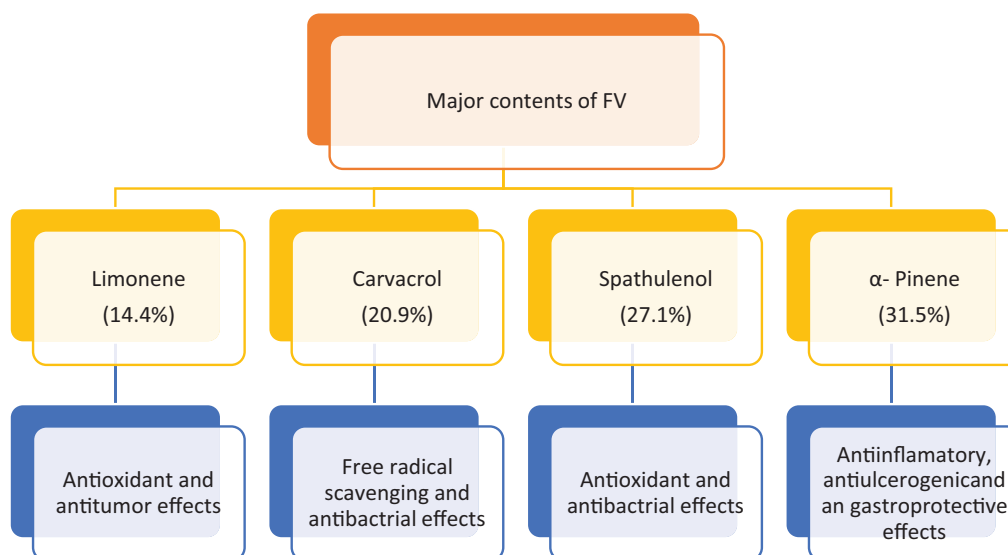 Major contents of FV
Limonene
(14.4%)
Carvacrol
(20.9%)
Spathulenol
(27.1%)
α- Pinene
(31.5%)
Antioxidant and
antitumor effects
Free radical
scavenging and
antibactrial effects
Antioxidant and
antibactrial effects
Antiinflamatory,
antiulcerogenicand
an gastroprotective
effects